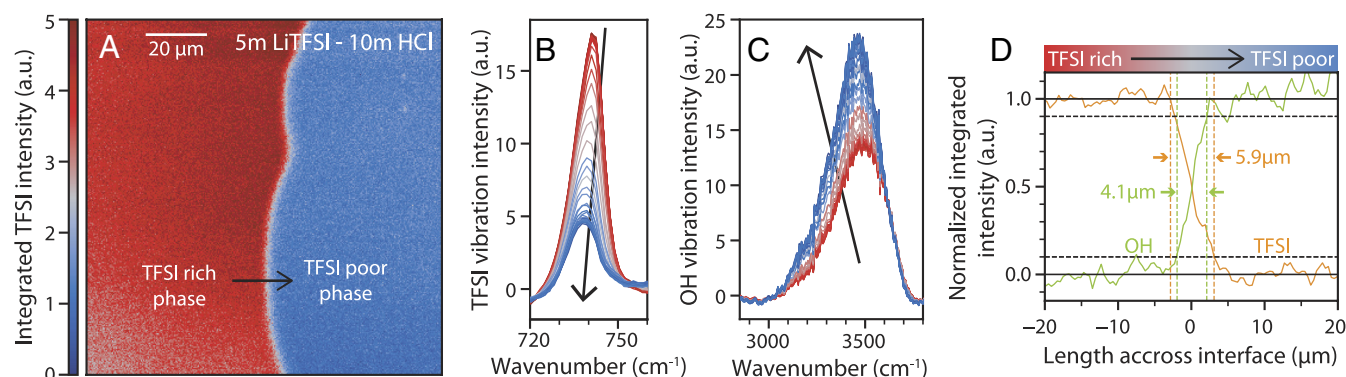 A
20 µm
5m LiTFSI - 10m HCl
Integrated TFSI intensity (a.u.)
5
4
3
2
1
0
TFSI rich
phase
TFSI poor
phase
B
TFSI vibration intensity (a.u.)
15
10
5
0
720
750
Wavenumber (cm⁻¹)
C
OH vibration intensity (a.u.)
25
20
15
10
5
0
3000
3500
Wavenumber (cm⁻¹)
D
TFSI rich
TFSI poor
Normalized integrated
intensity (a.u.)
1.0
0.5
0.0
5.9µm
4.1µm
OH
TFSI
−20
−10
0
10
20
Length accross interface (µm)